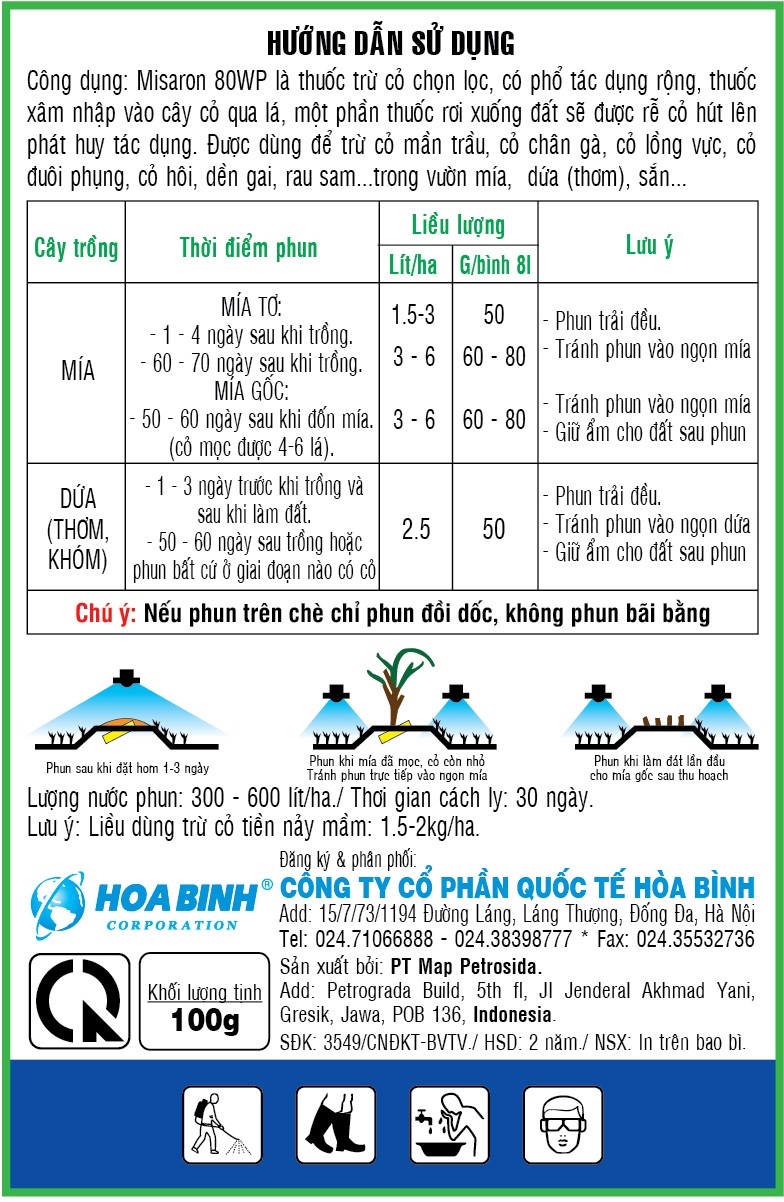 HƯỚNG DẪN SỬ DỤNG
Công dụng: Misaron 80WP là thuốc trừ cỏ chọn lọc, có phổ tác dụng rộng, thuốc
xâm nhập vào cây cỏ qua lá, một phần thuốc rơi xuống đất sẽ được rễ cỏ hút lên
phát huy tác dụng. Được dùng để trừ cỏ mần trầu, cỏ chân gà, cỏ lồng vực, cỏ
đuôi phụng, cỏ hôi, dền gai, rau sam...trong vườn mía, dứa (thơm), sắn...
Cây trồng Thời điểm phun Liều lượng Lưu ý
Lít/ha G/bình 8l
MÍA
MÍA TƠ:
- 1 - 4 ngày sau khi trồng. 1.5-3 50 - Phun trải đều.
- 60 - 70 ngày sau khi trồng. 3 - 6 60 - 80 - Tránh phun vào ngọn mía
MÍA GỐC:
- 50 - 60 ngày sau khi đốn mía. 3 - 6 60 - 80 - Tránh phun vào ngọn mía
(cỏ mọc được 4-6 lá). - Giữ ẩm cho đất sau phun
DỨA
(THƠM,
KHÓM)
- 1 - 3 ngày trước khi trồng và
sau khi làm đất.
- 50 - 60 ngày sau trồng hoặc
phun bất cứ ở giai đoạn nào có cỏ
2.5 50
- Phun trải đều.
- Tránh phun vào ngọn dứa
- Giữ ẩm cho đất sau phun
Chú ý: Nếu phun trên chè chỉ phun đồi dốc, không phun bãi bằng
Phun sau khi đặt hom 1-3 ngày
Phun khi mía đã mọc, cỏ còn nhỏ
Tránh phun trực tiếp vào ngọn mía
Phun khi làm đát lần đầu
cho mía gốc sau thu hoạch
Lượng nước phun: 300 - 600 lít/ha./ Thời gian cách ly: 30 ngày.
Lưu ý: Liều dùng trừ cỏ tiền nảy mầm: 1.5-2kg/ha.
HOA BINH ®
CORPORATION
Đăng ký & phân phối:
CÔNG TY CỔ PHẦN QUỐC TẾ HÒA BÌNH
Add: 15/7/73/1194 Đường Láng, Láng Thượng, Đống Đa, Hà Nội
Tel: 024.71066888 - 024.38398777 * Fax: 024.35532736
Khối lượng tịnh
100g
Sản xuất bởi: PT Map Petrosida.
Add: Petrograda Build, 5th fl, Jl Jenderal Akhmad Yani,
Gresik, Jawa, POB 136, Indonesia.
SĐK: 3549/CNĐKT-BVTV./ HSD: 2 năm./ NSX: In trên bao bì.